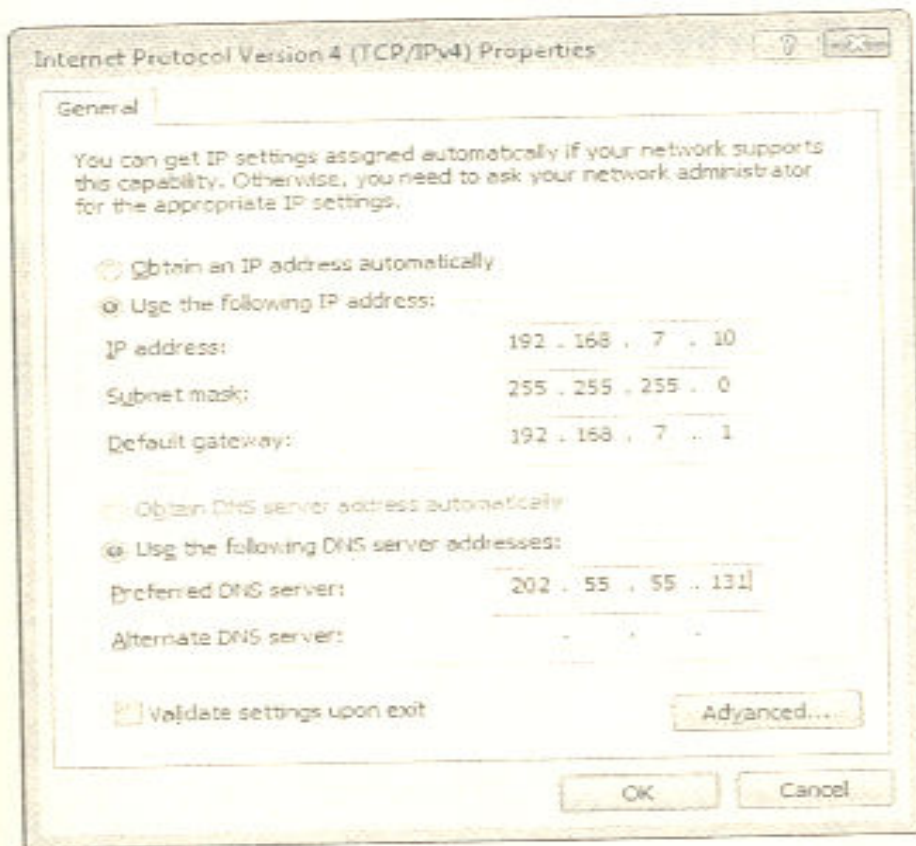 Internet Protocol Version 4 (TCP/IPv4) Properties
General
You can get IP settings assigned automatically if your network supports
this capability. Otherwise, you need to ask your network administrator
for the appropriate IP settings.
Obtain an IP address automatically
Use the following IP address:
IP address: 192 . 168 . 7 . 10
Subnet mask: 255 . 255 . 255 . 0
Default gateway: 192 . 168 . 7 . 1
Obtain DNS server address automatically
Use the following DNS server addresses:
Preferred DNS server: 202 . 55 . 55 . 131
Alternate DNS server: . . .
Validate settings upon exit
Advanced...
OK
Cancel